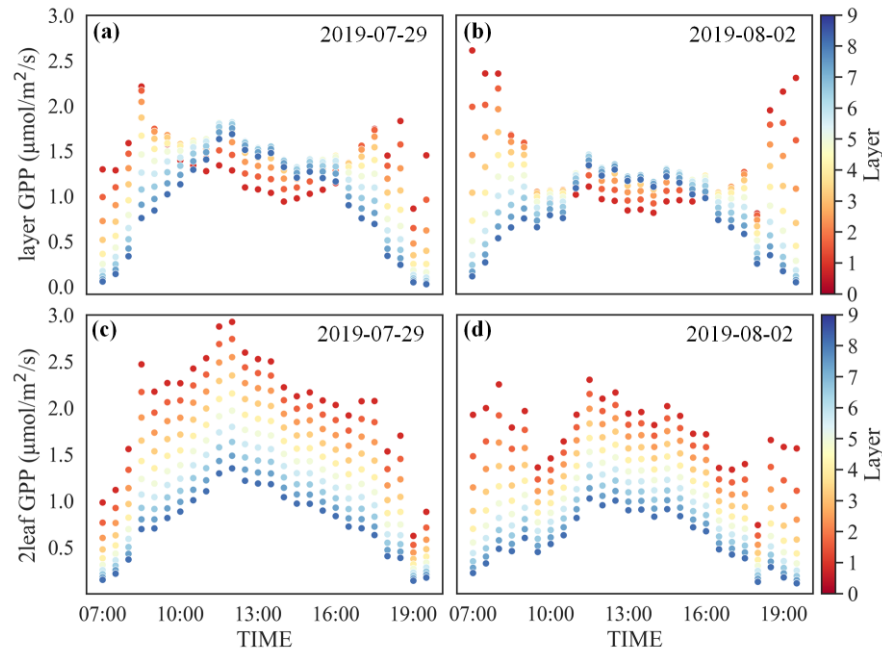 (a) 2019-07-29
(b) 2019-08-02
layer GPP (μmol/m²/s)
3.0
2.5
2.0
1.5
1.0
0.5
0.0
9
8
7
6
5
4
3
2
1
0
Layer
(c) 2019-07-29
(d) 2019-08-02
2leaf GPP (μmol/m²/s)
3.0
2.5
2.0
1.5
1.0
0.5
9
8
7
6
5
4
3
2
1
0
Layer
07:00 10:00 13:00 16:00 19:00
07:00 10:00 13:00 16:00 19:00
TIME
TIME